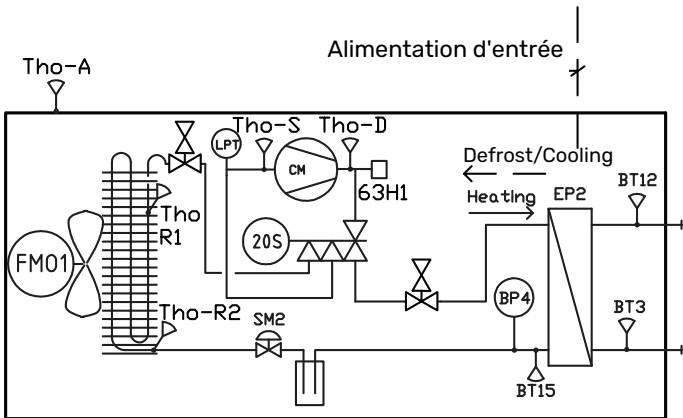 Alimentation d'entrée
Tho-A
Tho-S
Tho-D
LPT
CM
63H1
Defrost/Cooling
Heating
EP2
BT12
Tho
R1
20S
FM01
BP4
Tho-R2
SM2
BT3
BT15